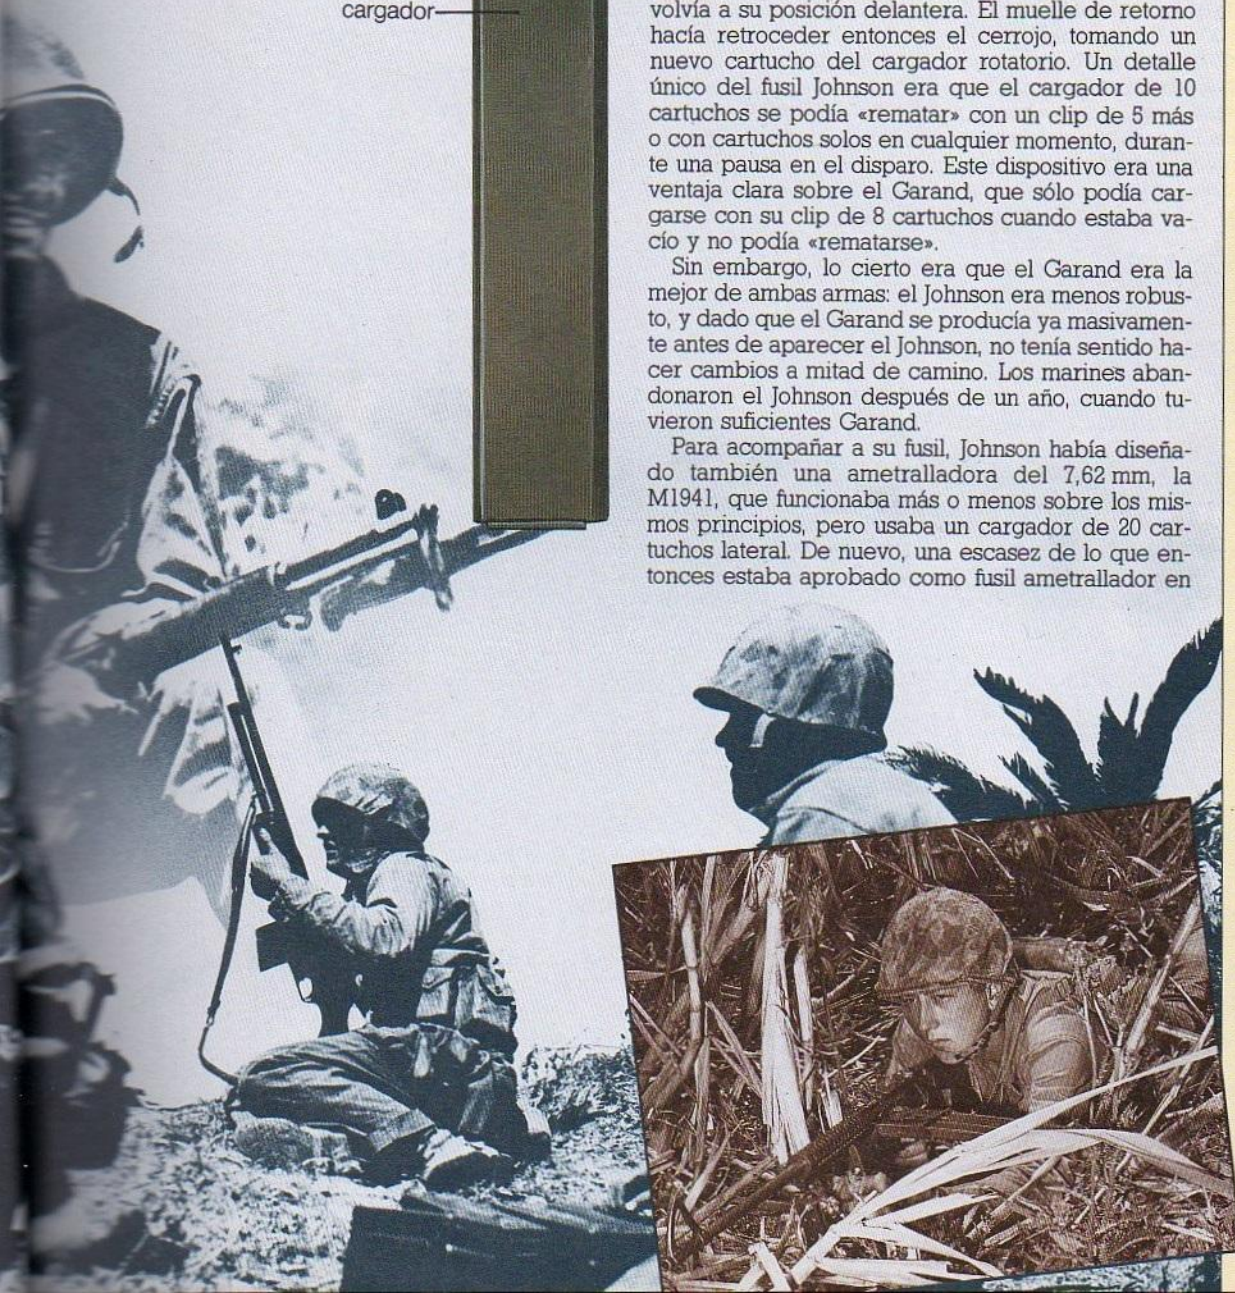 cargador
volvía a su posición delantera. El muelle de retorno
hacía retroceder entonces el cerrojo, tomando un
nuevo cartucho del cargador rotatorio. Un detalle
único del fusil Johnson era que el cargador de 10
cartuchos se podía «rematar» con un clip de 5 más
o con cartuchos solos en cualquier momento, duran-
te una pausa en el disparo. Este dispositivo era una
ventaja clara sobre el Garand, que sólo podía car-
garse con su clip de 8 cartuchos cuando estaba va-
cío y no podía «rematarse».
Sin embargo, lo cierto era que el Garand era la
mejor de ambas armas: el Johnson era menos robus-
to, y dado que el Garand se producía ya masivamen-
te antes de aparecer el Johnson, no tenía sentido ha-
cer cambios a mitad de camino. Los marines aban-
donaron el Johnson después de un año, cuando tu-
vieron suficientes Garand.
Para acompañar a su fusil, Johnson había diseña-
do también una ametralladora del 7,62 mm, la
M1941, que funcionaba más o menos sobre los mis-
mos principios, pero usaba un cargador de 20 car-
tuchos lateral. De nuevo, una escasez de lo que en-
tonces estaba aprobado como fusil ametrallador en